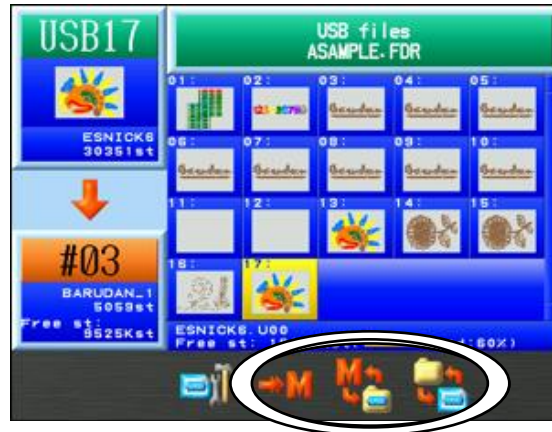 USB17
USB files
ASAMPLE.FDR
01:
02:
03:
04:
05:
ESNICK6
30351st
06:
07:
08:
09:
10:
11:
12:
13:
14:
15:
#03
BARUDAN_1
5059st
Free st:
9525Kst
16:
17:
ESNICK6.U00
Free st:
:60%)
M
M